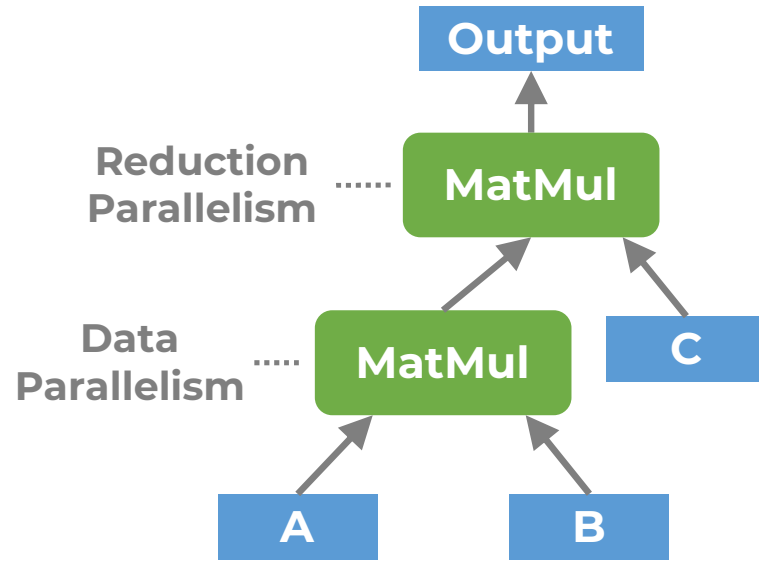 Output
Reduction
Parallelism
MatMul
Data
Parallelism
MatMul
C
A
B